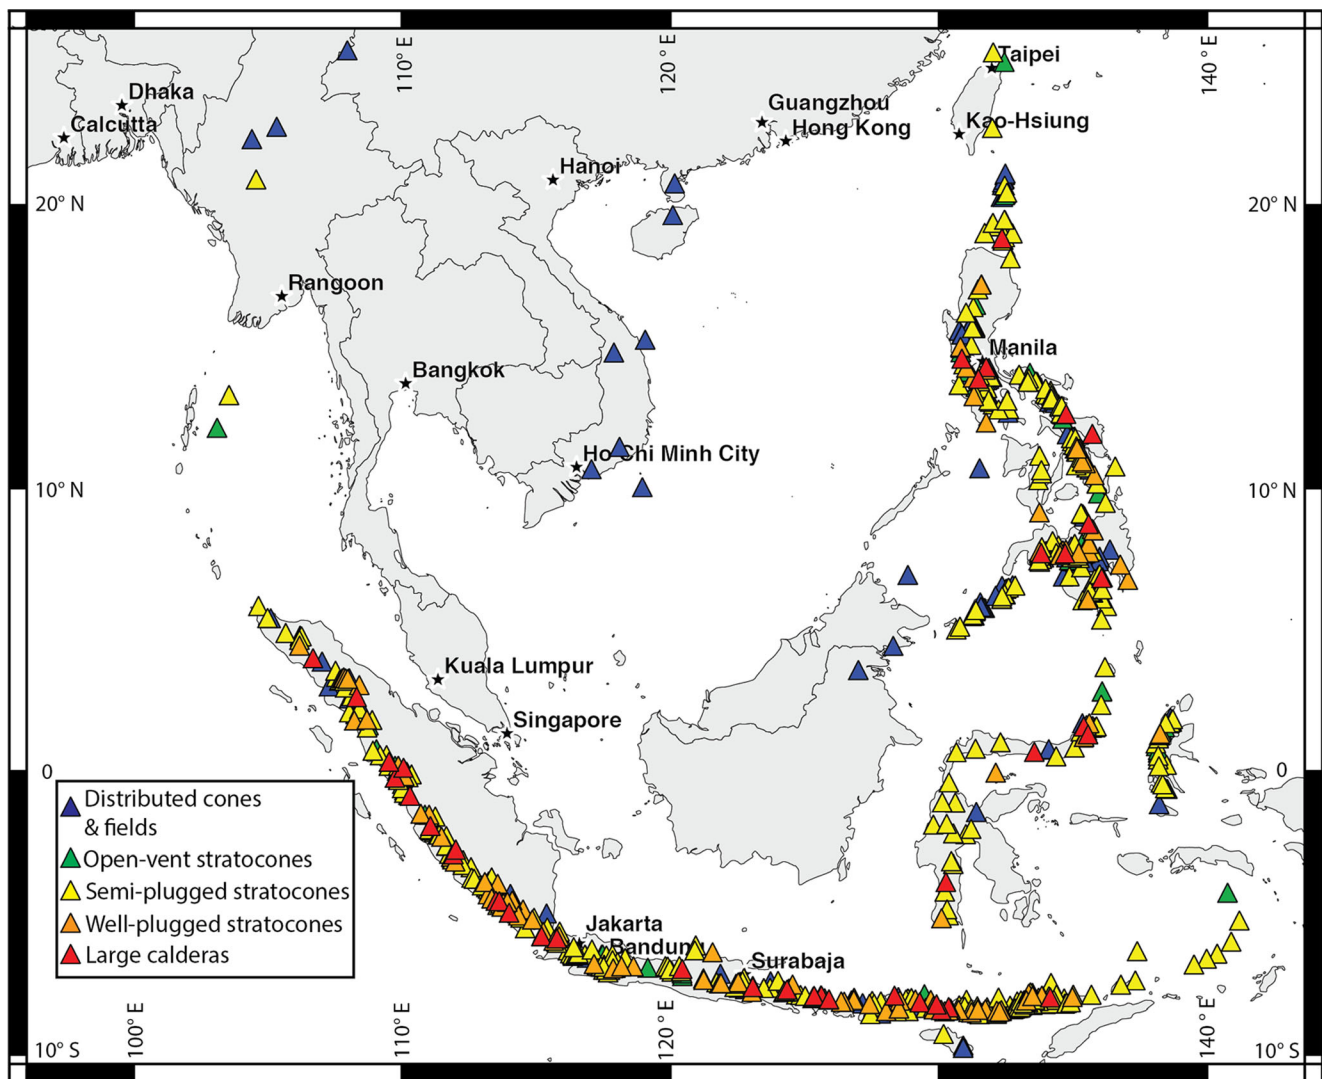 110° E
120° E
140° E
Taipei
Dhaka
Guangzhou
Calcutta
Hong Kong
Kao-Hsiung
Hanoi
20° N
20° N
Rangoon
Manila
Bangkok
Ho Chi Minh City
10° N
10° N
Kuala Lumpur
Singapore
0
0
Distributed cones
& fields
Open-vent stratocones
Semi-plugged stratocones
Well-plugged stratocones
Large calderas
Jakarta
Bandung
Surabaja
100° E
110° E
120° E
140° E
10° S
10° S